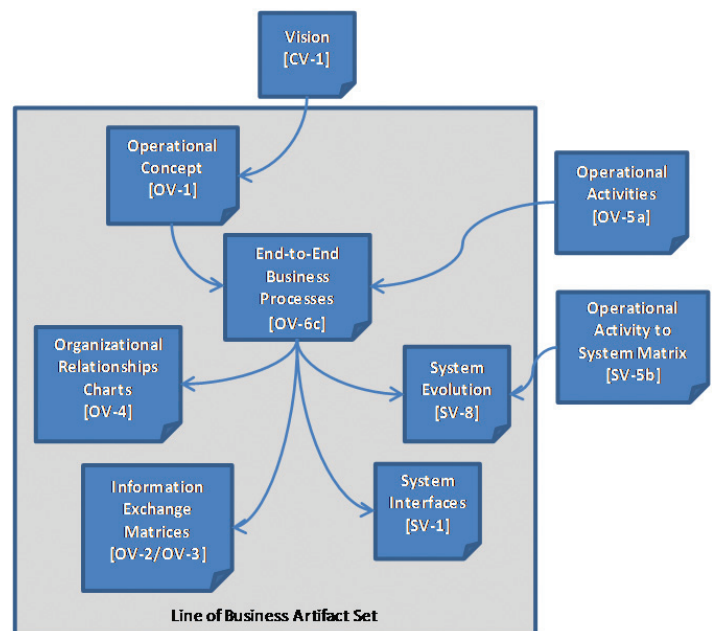 Vision
[CV-1]
Operational
Concept
[OV-1]
Operational
Activities
[OV-5a]
End-to-End
Business
Processes
[OV-6c]
Operational
Activity to
System Matrix
[SV-5b]
Organizational
Relationships
Charts
[OV-4]
System
Evolution
[SV-8]
Information
Exchange
Matrices
[OV-2/OV-3]
System
Interfaces
[SV-1]
Line of Business Artifact Set